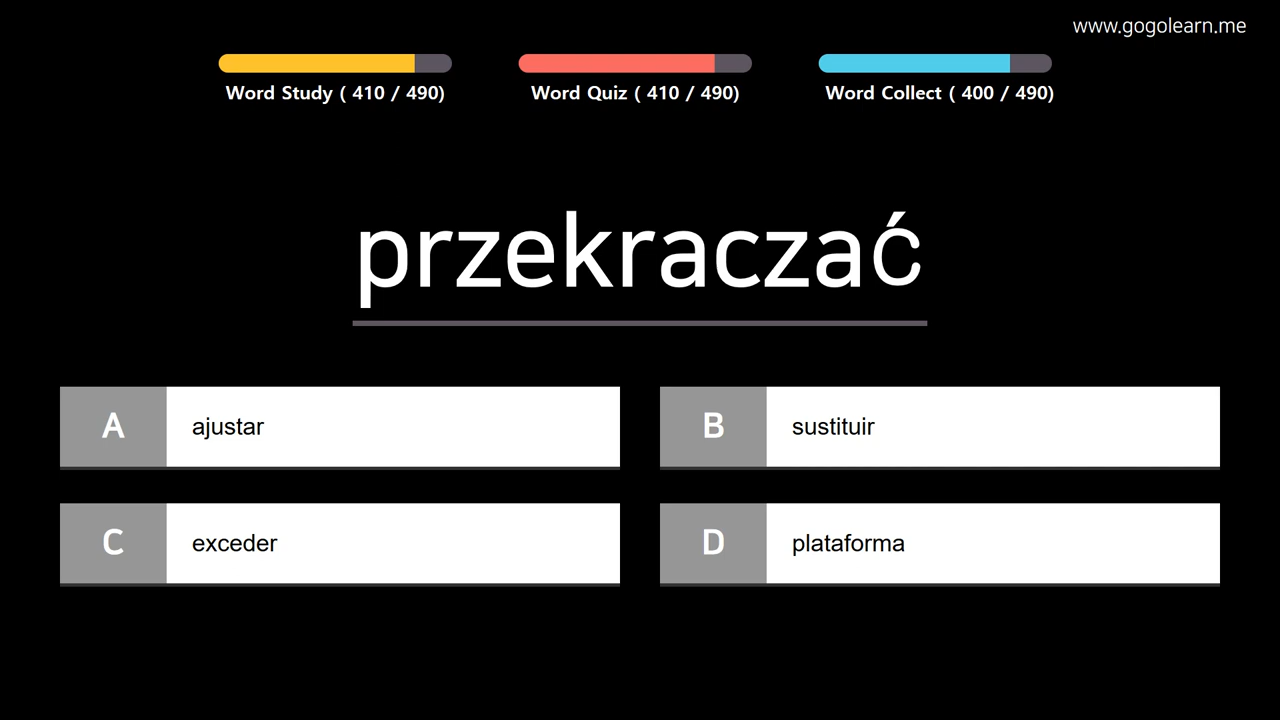 www.gogolearn.me
Word Study ( 410 / 490)
Word Quiz ( 410 / 490)
Word Collect ( 400 / 490)
przekraczać
A ajustar
B sustituir
C exceder
D plataforma